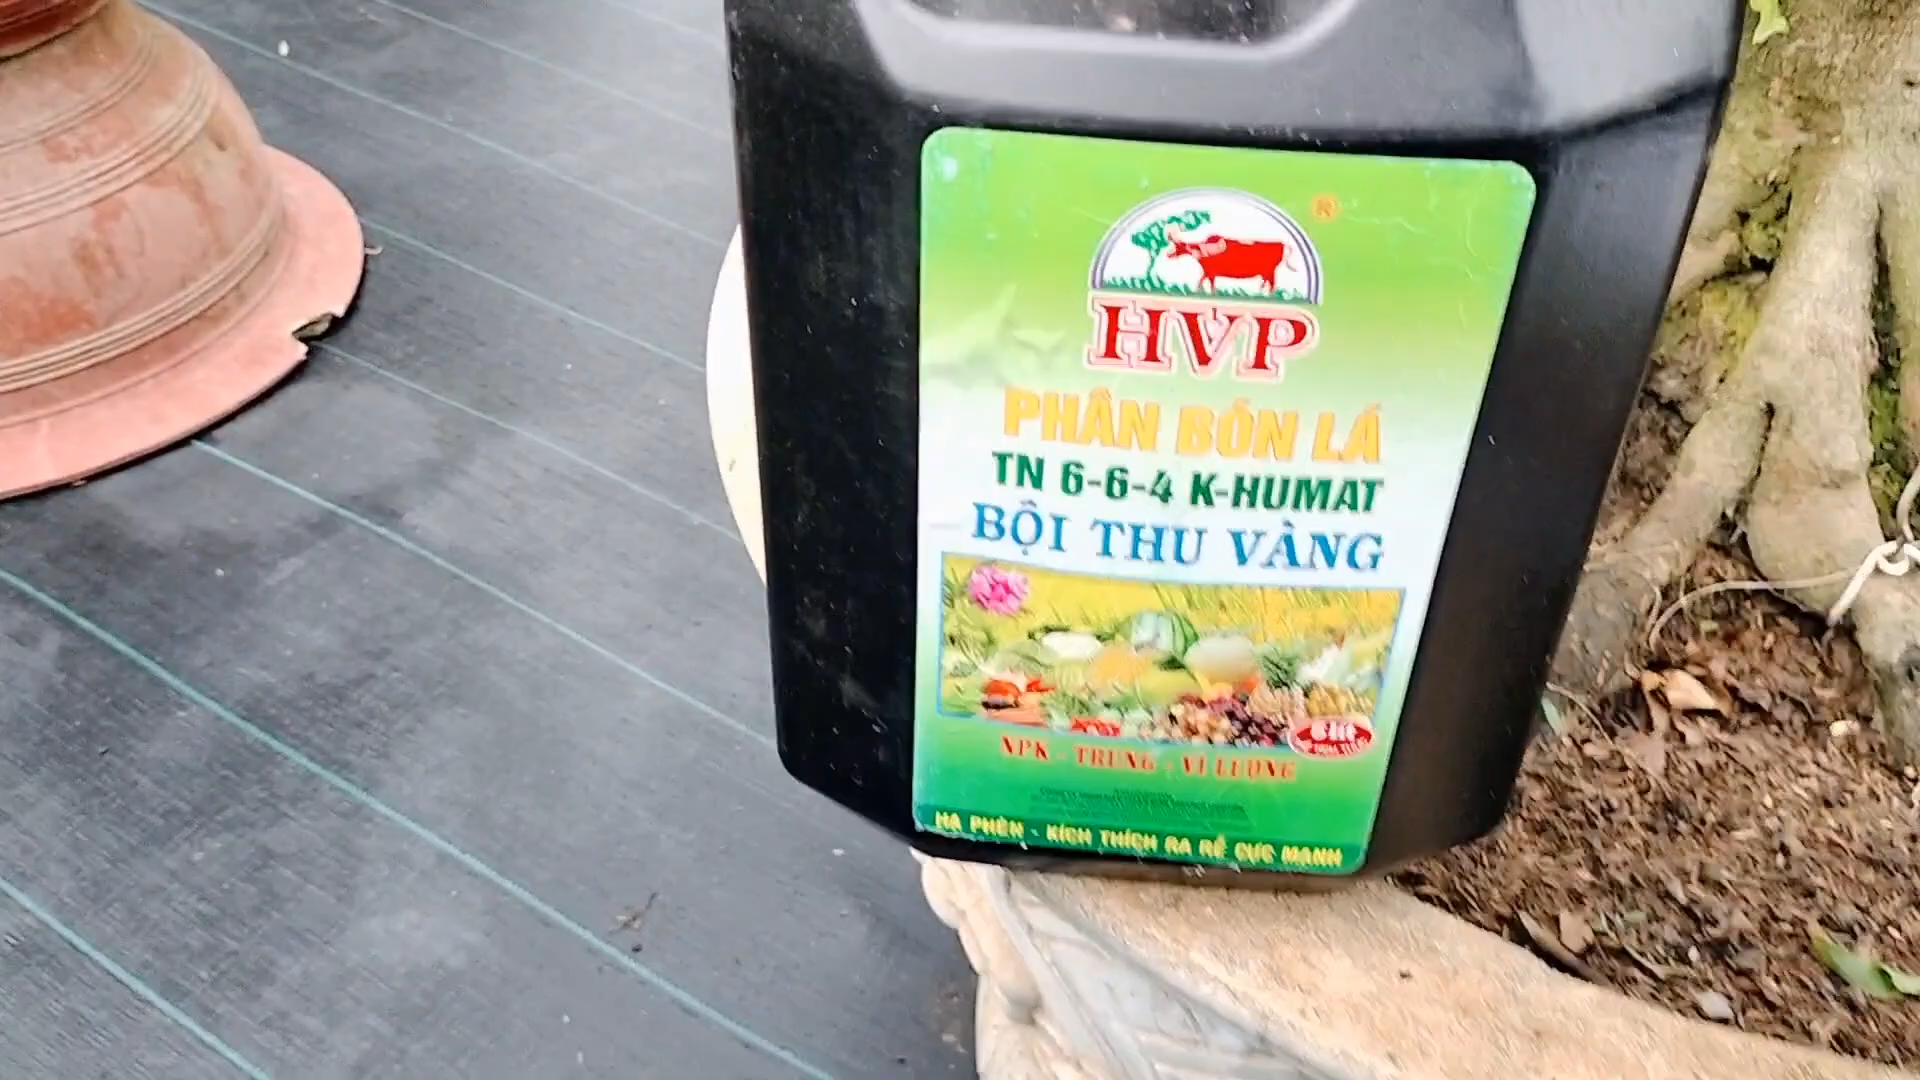 ®
HVP
PHÂN BÓN LÁ
TN 6-6-4 K-HUMAT
BỘI THU VÀNG
NPK - TRUNG - VI LƯỢNG
HẠ PHÈN - KÍCH THÍCH RA RỄ CỰC MẠNH